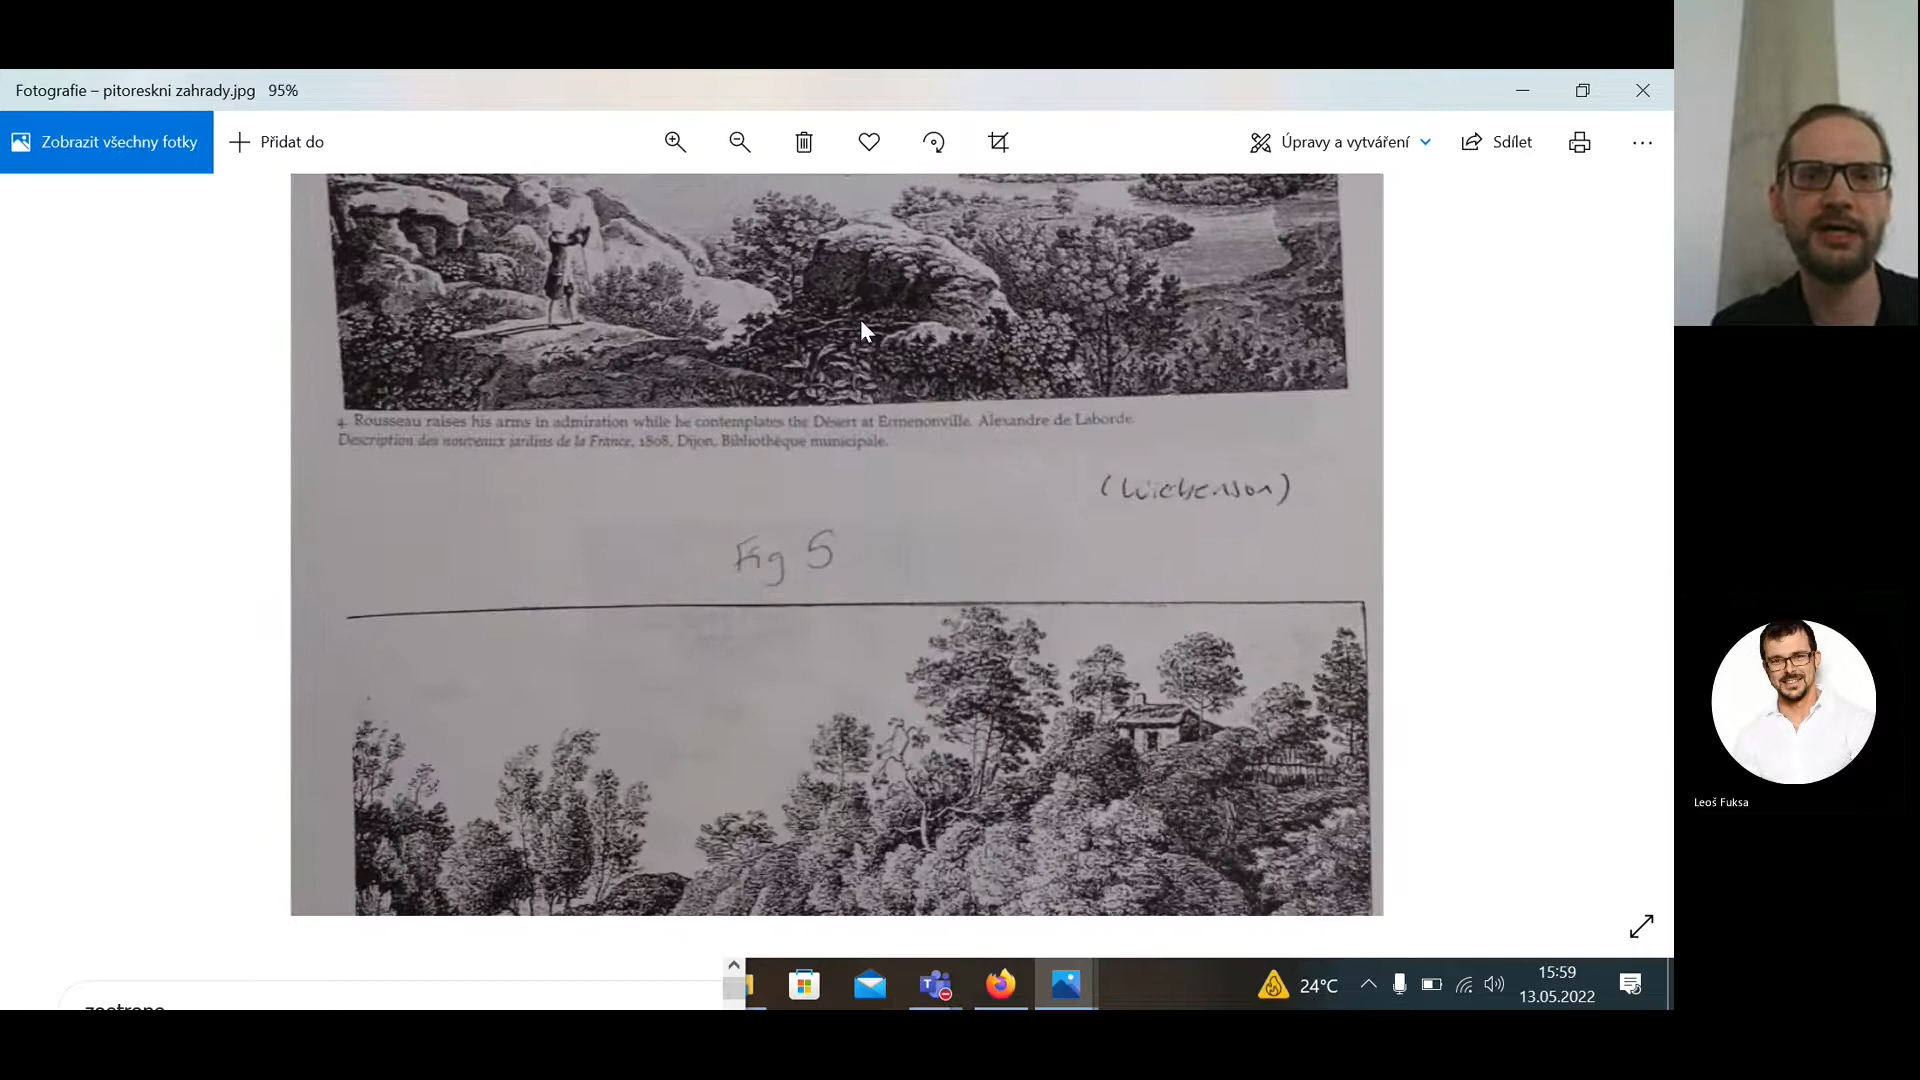 Fotografie – pitoreskni zahrady.jpg 95%
Zobrazit všechny fotky
Přidat do
Úpravy a vytváření
Sdílet
4. Rousseau raises his arms in admiration while he contemplates the Désert at Ermenonville. Alexandre de Laborde.
Description des nouveaux jardins de la France, 1808, Dijon, Bibliothèque municipale.
(Wiebenson)
Fig 5
Leoš Fuksa
24°C
15:59
13.05.2022